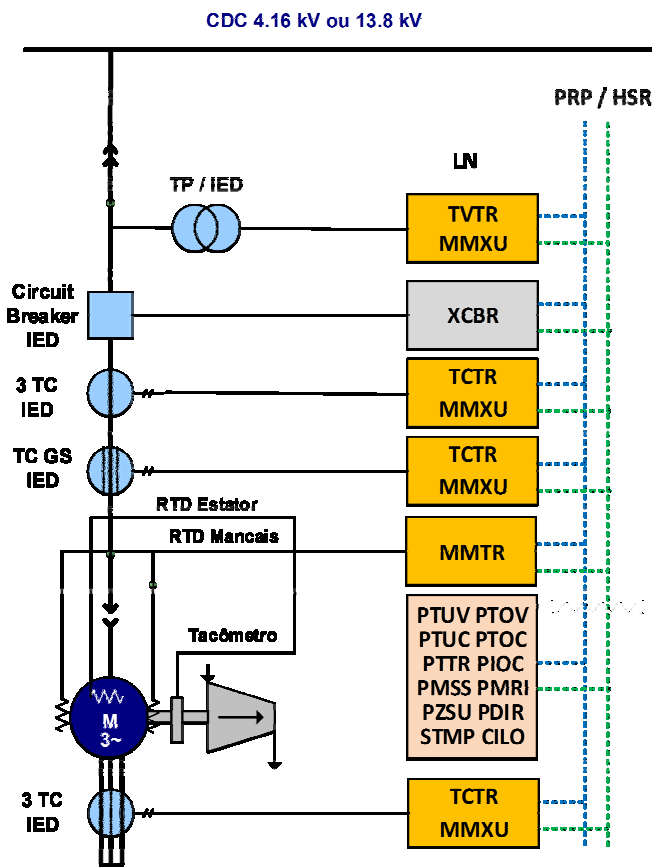 CDC 4.16 kV ou 13.8 kV
PRP / HSR
LN
TP / IED
TVTR
MMXU
Circuit
Breaker
IED
XCBR
3 TC
IED
TCTR
MMXU
TC GS
IED
TCTR
MMXU
RTD Estator
RTD Mancais
MMTR
PTUV PTOV
PTUC PTOC
PTTR PIOC
PMSS PMRI
PZSU PDIR
STMP CILO
Tacômetro
M
3~
3 TC
IED
TCTR
MMXU